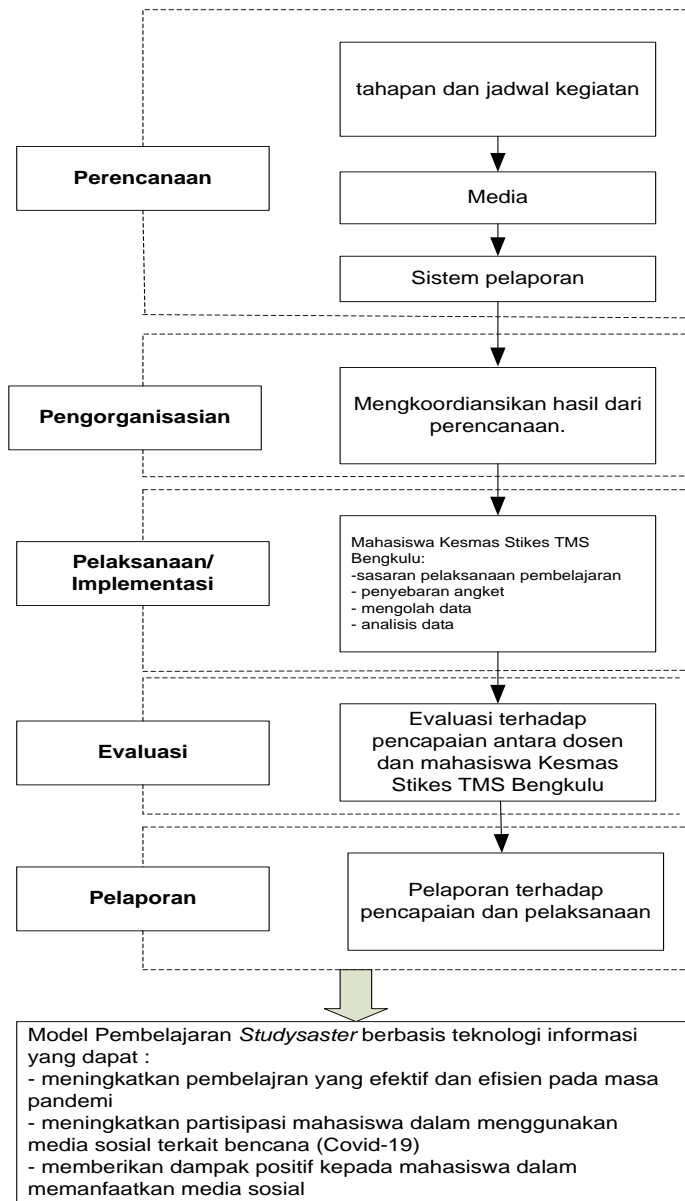 tahapan dan jadwal kegiatan
Perencanaan
Media
Sistem pelaporan
Pengorganisasian
Mengkoordiansikan hasil dari
perencanaan.
Pelaksanaan/
Implementasi
Mahasiswa Kesmas Stikes TMS
Bengkulu:
-sasaran pelaksanaan pembelajaran
- penyebaran angket
- mengolah data
- analisis data
Evaluasi
Evaluasi terhadap
pencapaian antara dosen
dan mahasiswa Kesmas
Stikes TMS Bengkulu
Pelaporan
Pelaporan terhadap
pencapaian dan pelaksanaan
Model Pembelajaran Studysaster berbasis teknologi informasi
yang dapat :
- meningkatkan pembelajran yang efektif dan efisien pada masa
pandemi
- meningkatkan partisipasi mahasiswa dalam menggunakan
media sosial terkait bencana (Covid-19)
- memberikan dampak positif kepada mahasiswa dalam
memanfaatkan media sosial